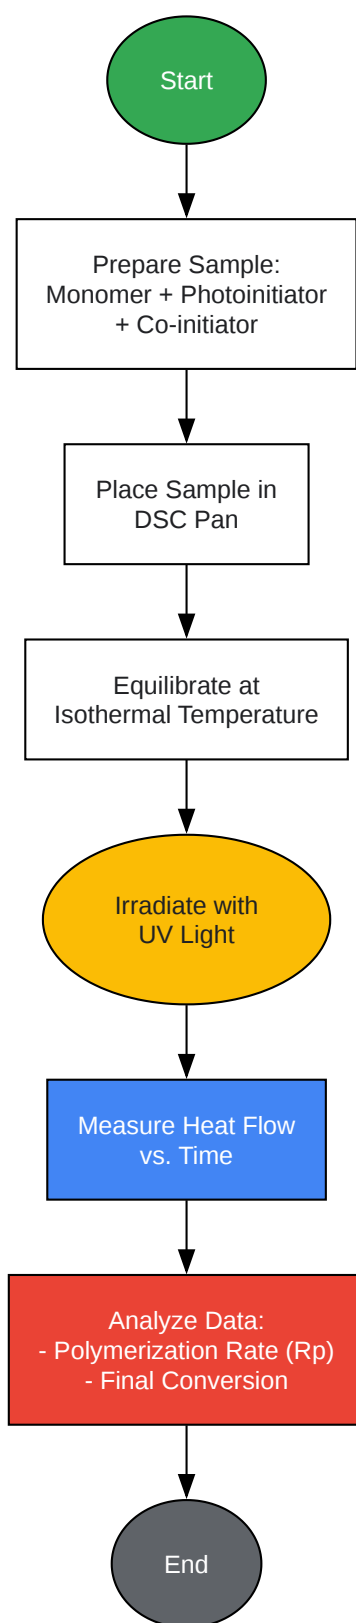 Start
Prepare Sample:
Monomer + Photoinitiator
+ Co-initiator
Place Sample in
DSC Pan
Equilibrate at
Isothermal Temperature
Irradiate with
UV Light
Measure Heat Flow
vs. Time
Analyze Data:
- Polymerization Rate (Rp)
- Final Conversion
End